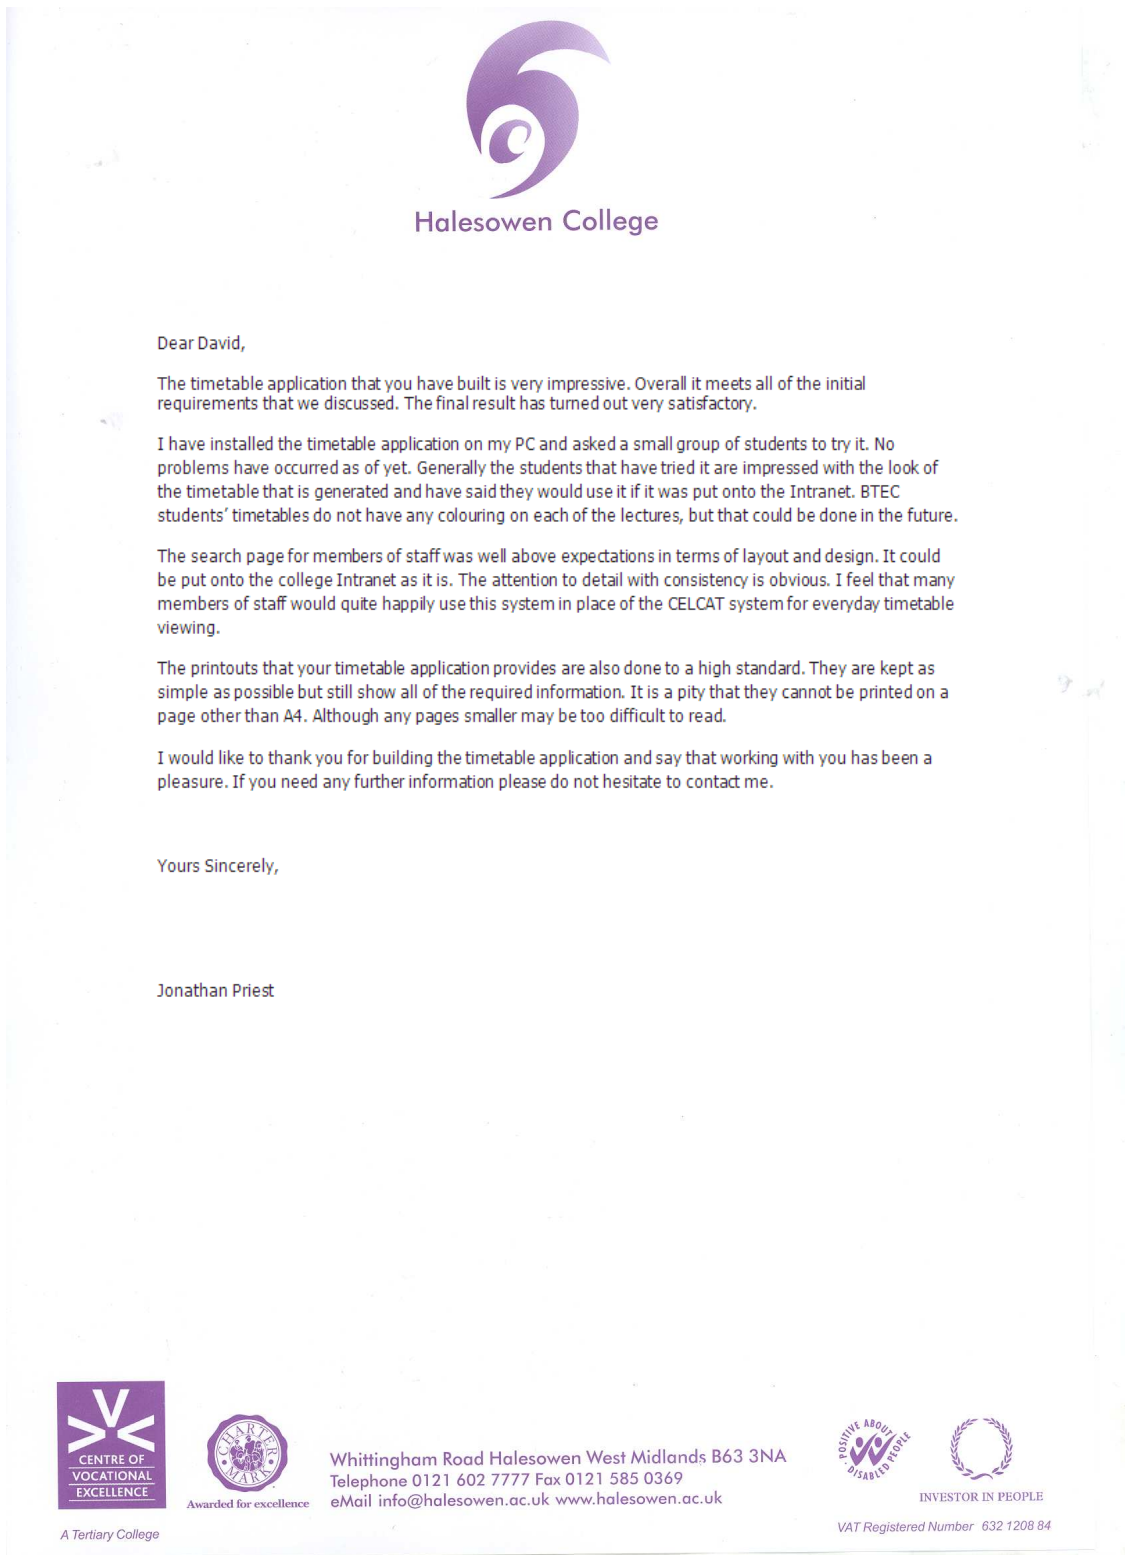 Halesowen College
Dear David,
The timetable application that you have built is very impressive. Overall it meets all of the initial
requirements that we discussed. The final result has turned out very satisfactory.
I have installed the timetable application on my PC and asked a small group of students to try it. No
problems have occurred as of yet. Generally the students that have tried it are impressed with the look of
the timetable that is generated and have said they would use it if it was put onto the Intranet. BTEC
students’ timetables do not have any colouring on each of the lectures, but that could be done in the future.
The search page for members of staff was well above expectations in terms of layout and design. It could
be put onto the college Intranet as it is. The attention to detail with consistency is obvious. I feel that many
members of staff would quite happily use this system in place of the CELCAT system for everyday timetable
viewing.
The printouts that your timetable application provides are also done to a high standard. They are kept as
simple as possible but still show all of the required information. It is a pity that they cannot be printed on a
page other than A4. Although any pages smaller may be too difficult to read.
I would like to thank you for building the timetable application and say that working with you has been a
pleasure. If you need any further information please do not hesitate to contact me.
Yours Sincerely,
Jonathan Priest
CENTRE OF
VOCATIONAL
EXCELLENCE
A Tertiary College
CHARTER
MARK
Awarded for excellence
Whittingham Road Halesowen West Midlands B63 3NA
Telephone 0121 602 7777 Fax 0121 585 0369
eMail info@halesowen.ac.uk www.halesowen.ac.uk
POSITIVE ABOUT
DISABLED PEOPLE
INVESTOR IN PEOPLE
VAT Registered Number 632 1208 84